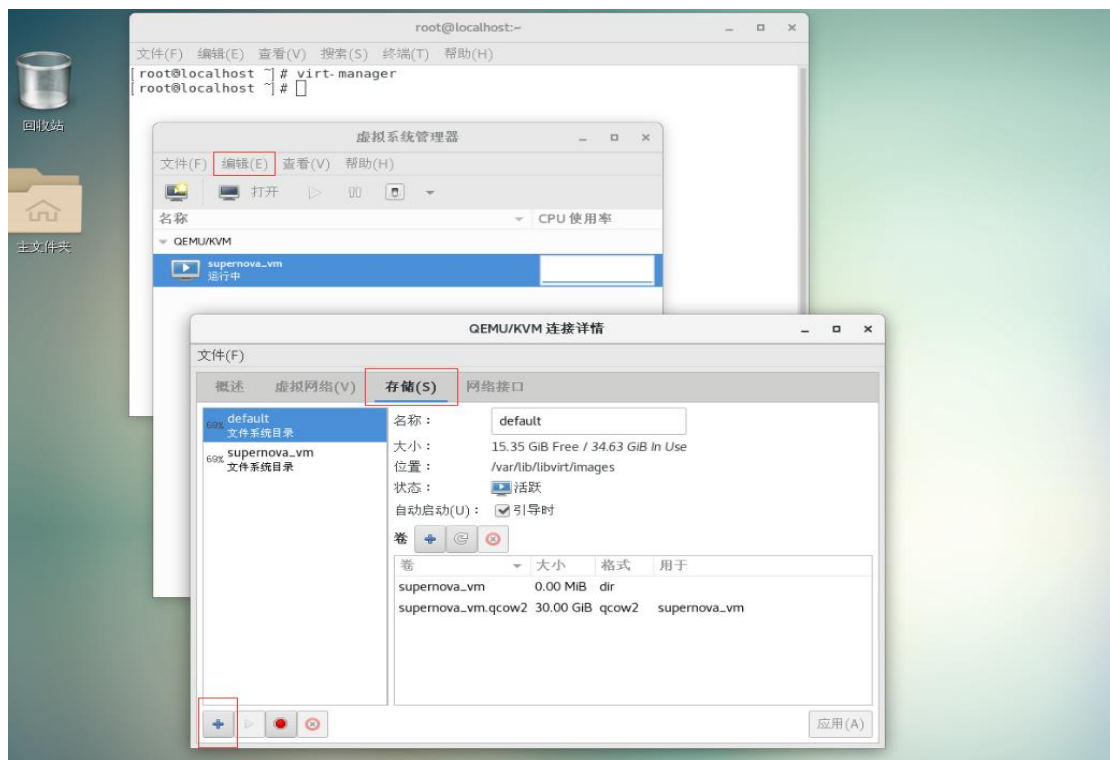 root@localhost:~
文件(F) 编辑(E) 查看(V) 搜索(S) 终端(T) 帮助(H)
[root@localhost ~]# virt-manager
[root@localhost ~]#
回收站
主文件夹
虚拟系统管理器
文件(F) 编辑(E) 查看(V) 帮助(H)
打开
名称 CPU 使用率
QEMU/KVM
supernova_vm
运行中
QEMU/KVM 连接详情
文件(F)
概述 虚拟网络(V) 存储(S) 网络接口
69% default
文件系统目录
69% supernova_vm
文件系统目录
名称： default
大小： 15.35 GiB Free / 34.63 GiB In Use
位置： /var/lib/libvirt/images
状态： 活跃
自动启动(U)： 引导时
卷
卷 大小 格式 用于
supernova_vm 0.00 MiB dir
supernova_vm.qcow2 30.00 GiB qcow2 supernova_vm
应用(A)